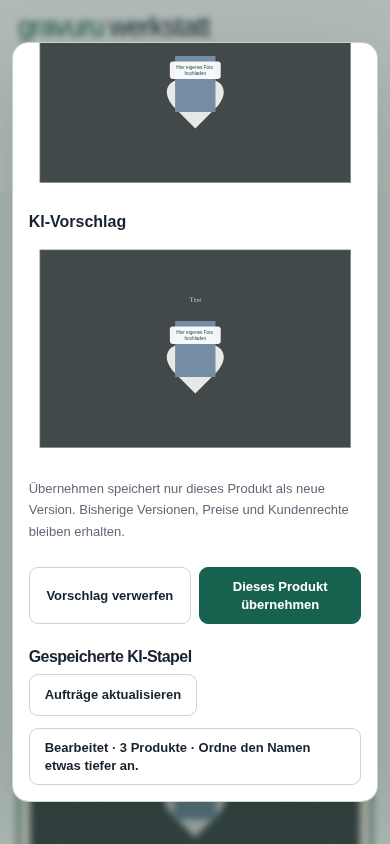 gravuru werkstatt
Hier eigenes Foto
hochladen
KI-Vorschlag
Text
Hier eigenes Foto
hochladen
Übernehmen speichert nur dieses Produkt als neue
Version. Bisherige Versionen, Preise und Kundenrechte
bleiben erhalten.
Vorschlag verwerfen
Dieses Produkt
übernehmen
Gespeicherte KI-Stapel
Aufträge aktualisieren
Bearbeitet · 3 Produkte · Ordne den Namen
etwas tiefer an.